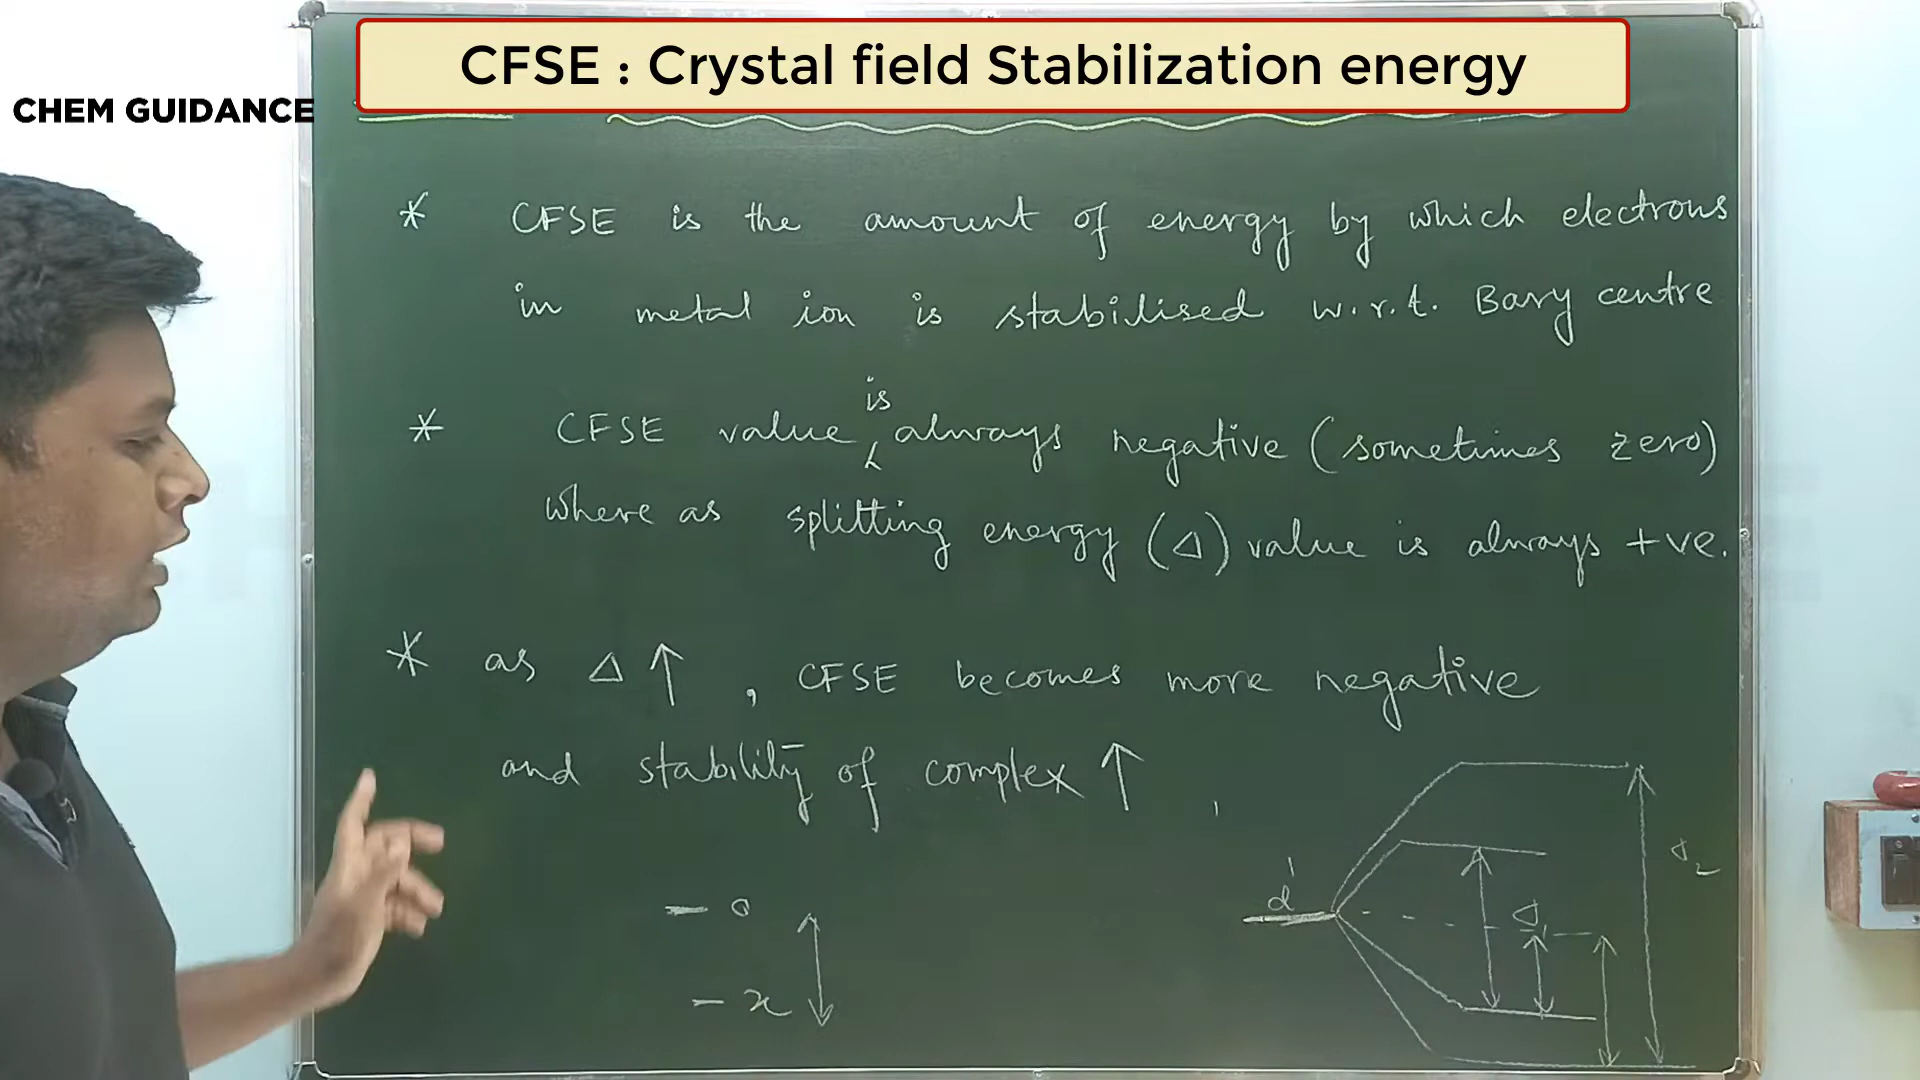 CFSE : Crystal field Stabilization energy
CHEM GUIDANCE
* CFSE is the amount of energy by which electrons
in metal ion is stabilised w.r.t. Bary centre
is
* CFSE value always negative (sometimes zero)
where as splitting energy (Δ) value is always +ve.
* as Δ ↑ , CFSE becomes more negative
and stability of complex ↑ ,
- 0
- x
d'
Δ1
Δ2